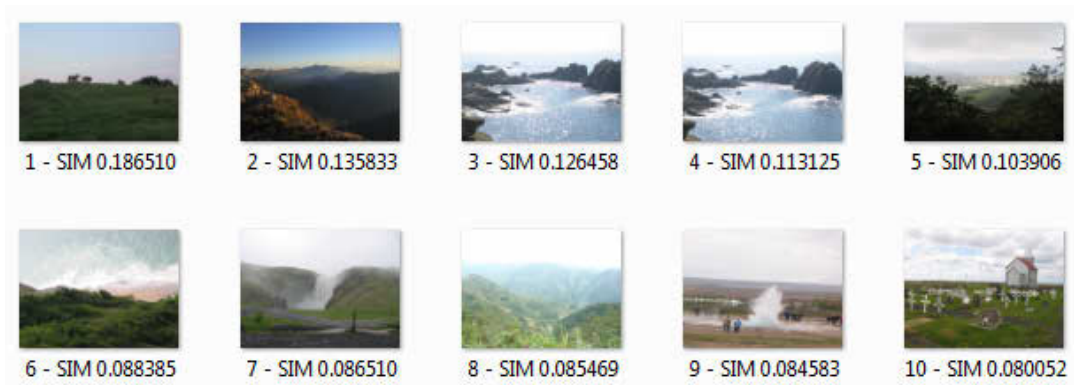 1 - SIM 0.186510
2 - SIM 0.135833
3 - SIM 0.126458
4 - SIM 0.113125
5 - SIM 0.103906
6 - SIM 0.088385
7 - SIM 0.086510
8 - SIM 0.085469
9 - SIM 0.084583
10 - SIM 0.080052